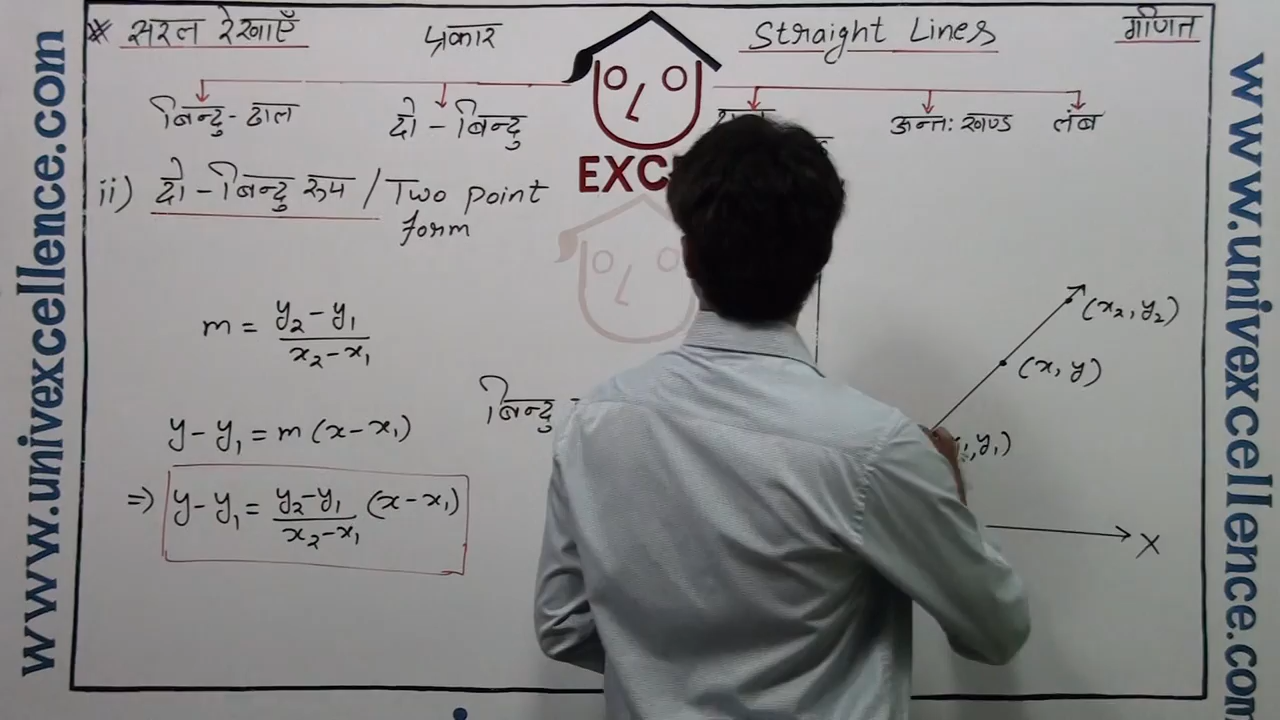 * सरल रेखाएँ प्रकार Straight Lines गणित
बिन्दु - ढाल दो - बिन्दु अन्तः खण्ड लंब
ii) दो - बिन्दु रूप / Two point
form
m = (y₂ - y₁) / (x₂ - x₁)
y - y₁ = m (x - x₁)
⇒ y - y₁ = (y₂ - y₁) / (x₂ - x₁) (x - x₁)
बिन्दु
(x₂, y₂)
(x, y)
, y₁)
X
EXC
www.univexcellence.com
www.univexcellence.com